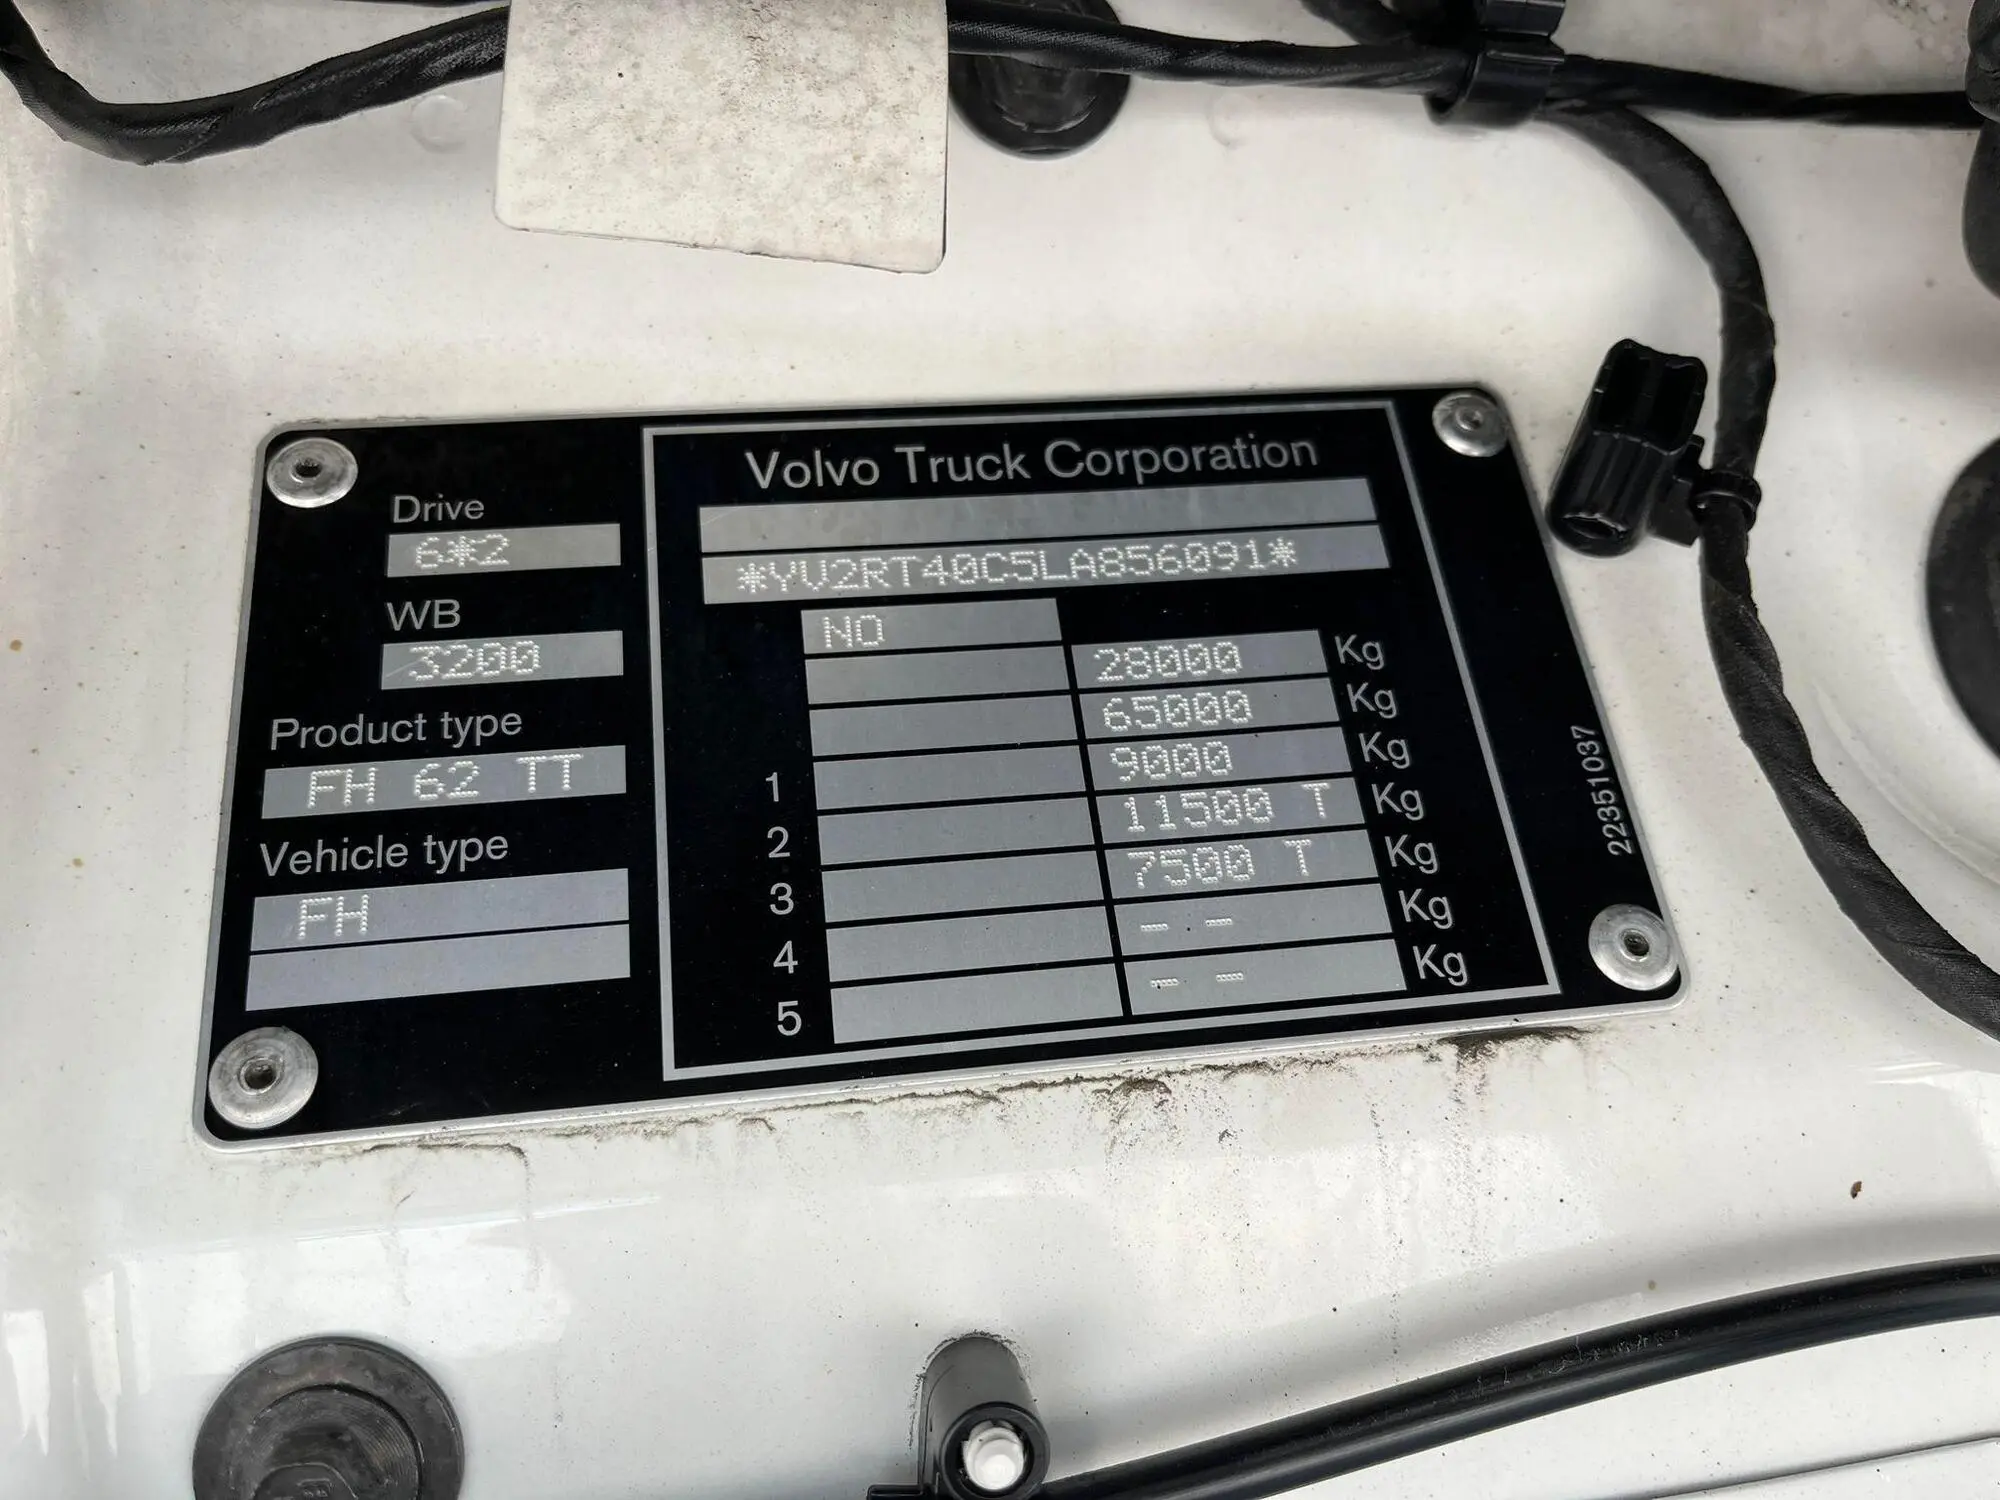 Volvo Truck Corporation
Drive
6*2
*YV2RT40C5LA856091*
WB
3200
NO
28000 Kg
65000 Kg
Product type
FH 62 TT
1 9000 Kg
2 11500 T Kg
3 7500 T Kg
Vehicle type
FH
4 - - Kg
5 - - Kg
22351037